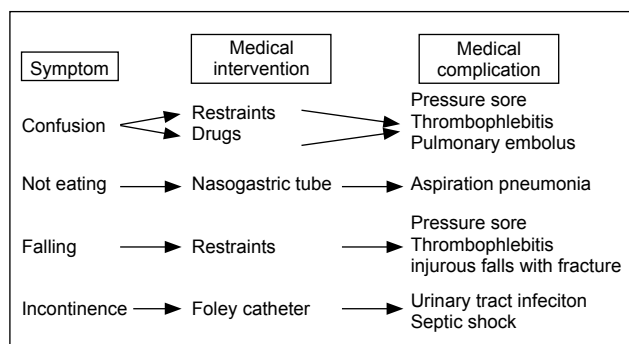 Symptom
Medical
intervention
Medical
complication
Confusion
Restraints
Drugs
Pressure sore
Thrombophlebitis
Pulmonary embolus
Not eating
Nasogastric tube
Aspiration pneumonia
Falling
Restraints
Pressure sore
Thrombophlebitis
injurous falls with fracture
Incontinence
Foley catheter
Urinary tract infeciton
Septic shock